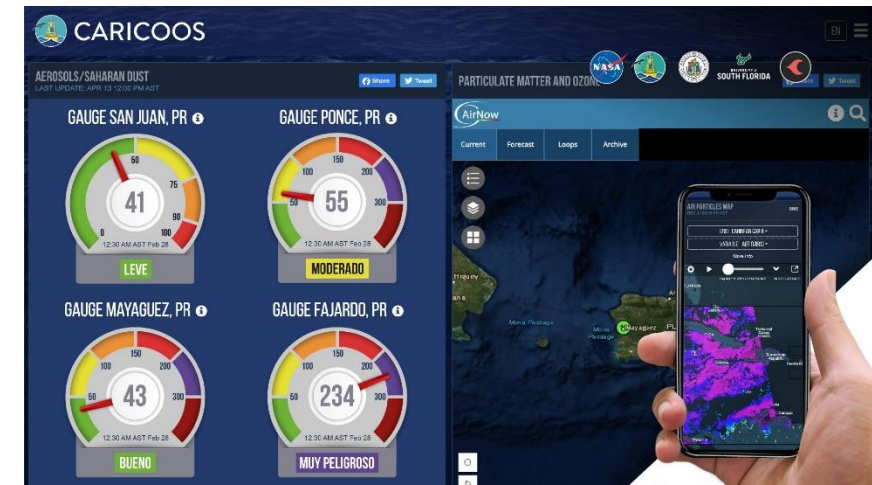 CARICOOS
EN
AEROSOLS/SAHARAN DUST
LAST UPDATE: APR 13 12:00 PM AST
Share
Tweet
GAUGE SAN JUAN, PR
50
75
90
0
100
41
12:30 AM AST Feb 28
LEVE
GAUGE PONCE, PR
50
100
150
200
300
55
12:30 AM AST Feb 28
MODERADO
GAUGE MAYAGUEZ, PR
50
100
150
200
300
43
12:30 AM AST Feb 28
BUENO
GAUGE FAJARDO, PR
50
100
150
200
300
234
12:30 AM AST Feb 28
MUY PELIGROSO
PARTICULATE MATTER AND OZONE
NASA
SOUTH FLORIDA
Tweet
AirNow
Current
Forecast
Loops
Archive
Higuey
Mona Passage
Mona
Passage
Mayaguez
AIR PARTICLES MAP
More Info